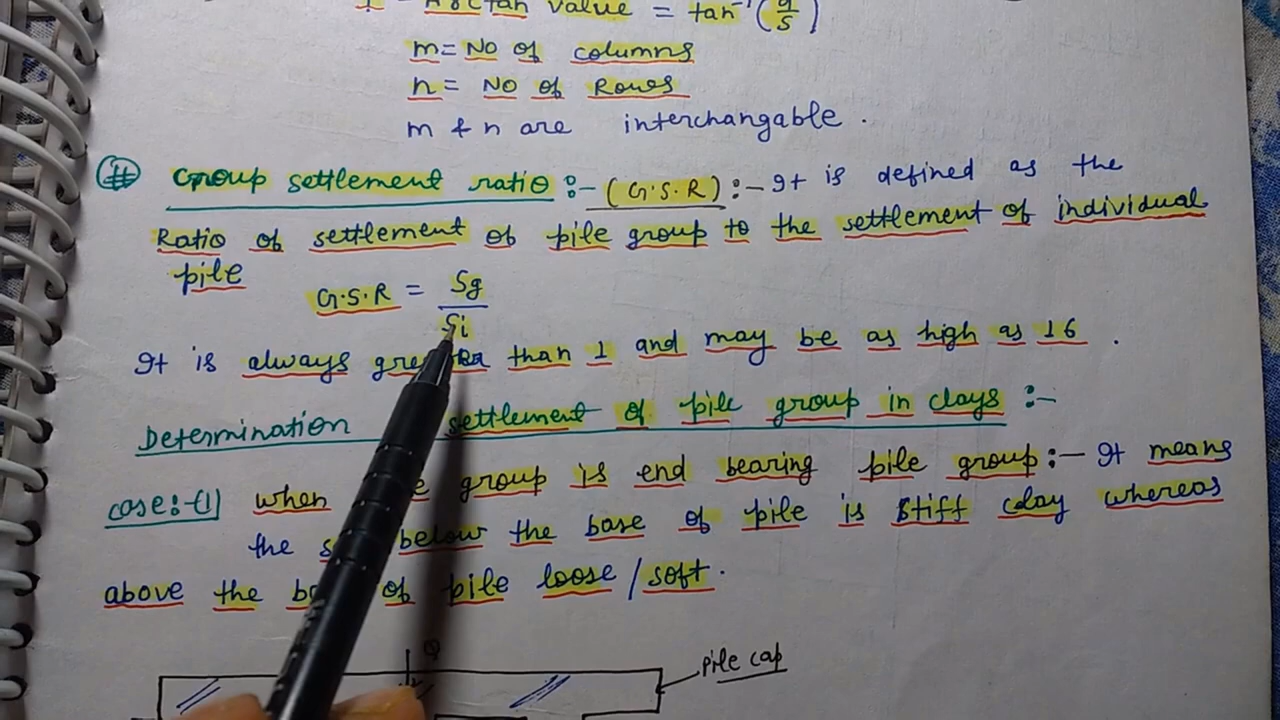 Arctan value = tan⁻¹(d/s)
m= No of columns
n= No of Rows
m & n are interchangable .
# Group settlement ratio :- (G.S.R) :- It is defined as the
Ratio of settlement of pile group to the settlement of individual
pile
G.S.R = Sg/Si
It is always greater than 1 and may be as high as 16 .
Determination settlement of pile group in clays :-
case:-(1) when group is end bearing pile group :- It means
the below the base of pile is stiff clay whereas
above the of pile loose / soft .
Q
pile cap